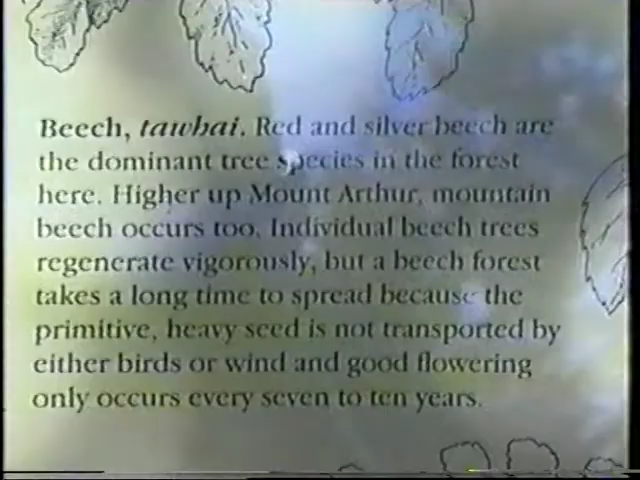 Beech, tawhai. Red and silver beech are
the dominant tree species in the forest
here. Higher up Mount Arthur, mountain
beech occurs too. Individual beech trees
regenerate vigorously, but a beech forest
takes a long time to spread because the
primitive, heavy seed is not transported by
either birds or wind and good flowering
only occurs every seven to ten years.